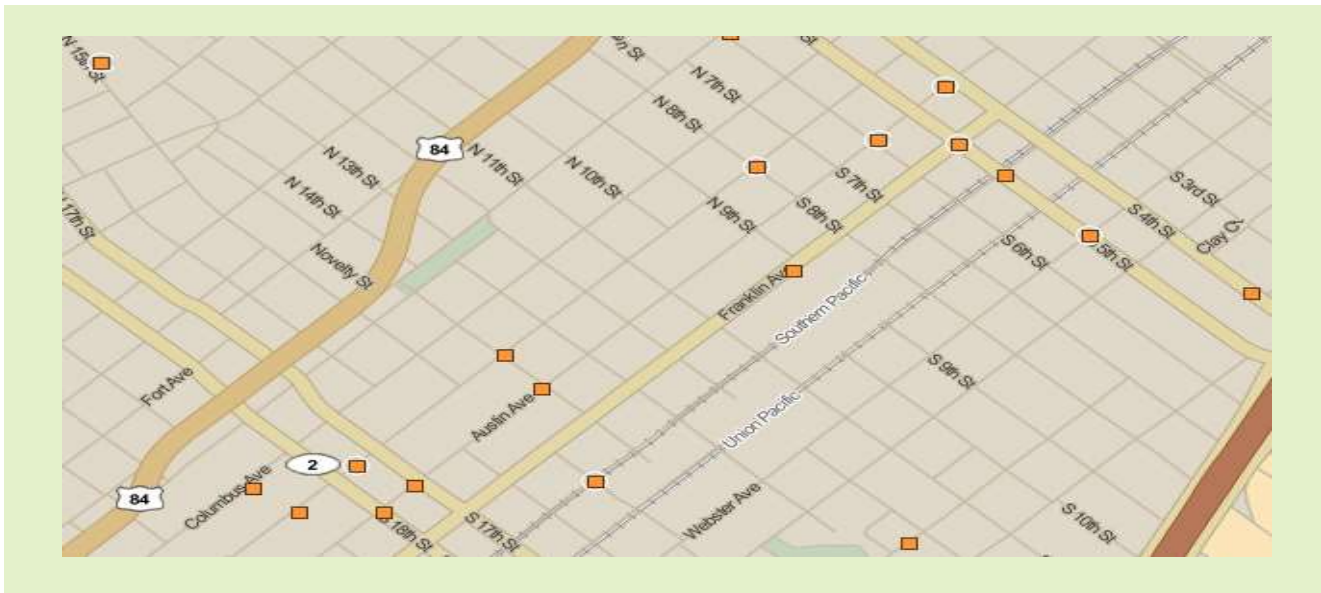 N 15th St
N 7th St
N 8th St
84
N 11th St
N 13th St
N 10th St
S 7th St
S 3rd St
N 14th St
N 9th St
S 8th St
S 4th St
N 17th St
Clay
S 6th St
5th St
Novelty St
Franklin Ave
Southern Pacific
S 9th St
Fort Ave
Austin Ave
Union Pacific
2
Columbus Ave
84
Webster Ave
S 18th St
S 17th St
S 10th St